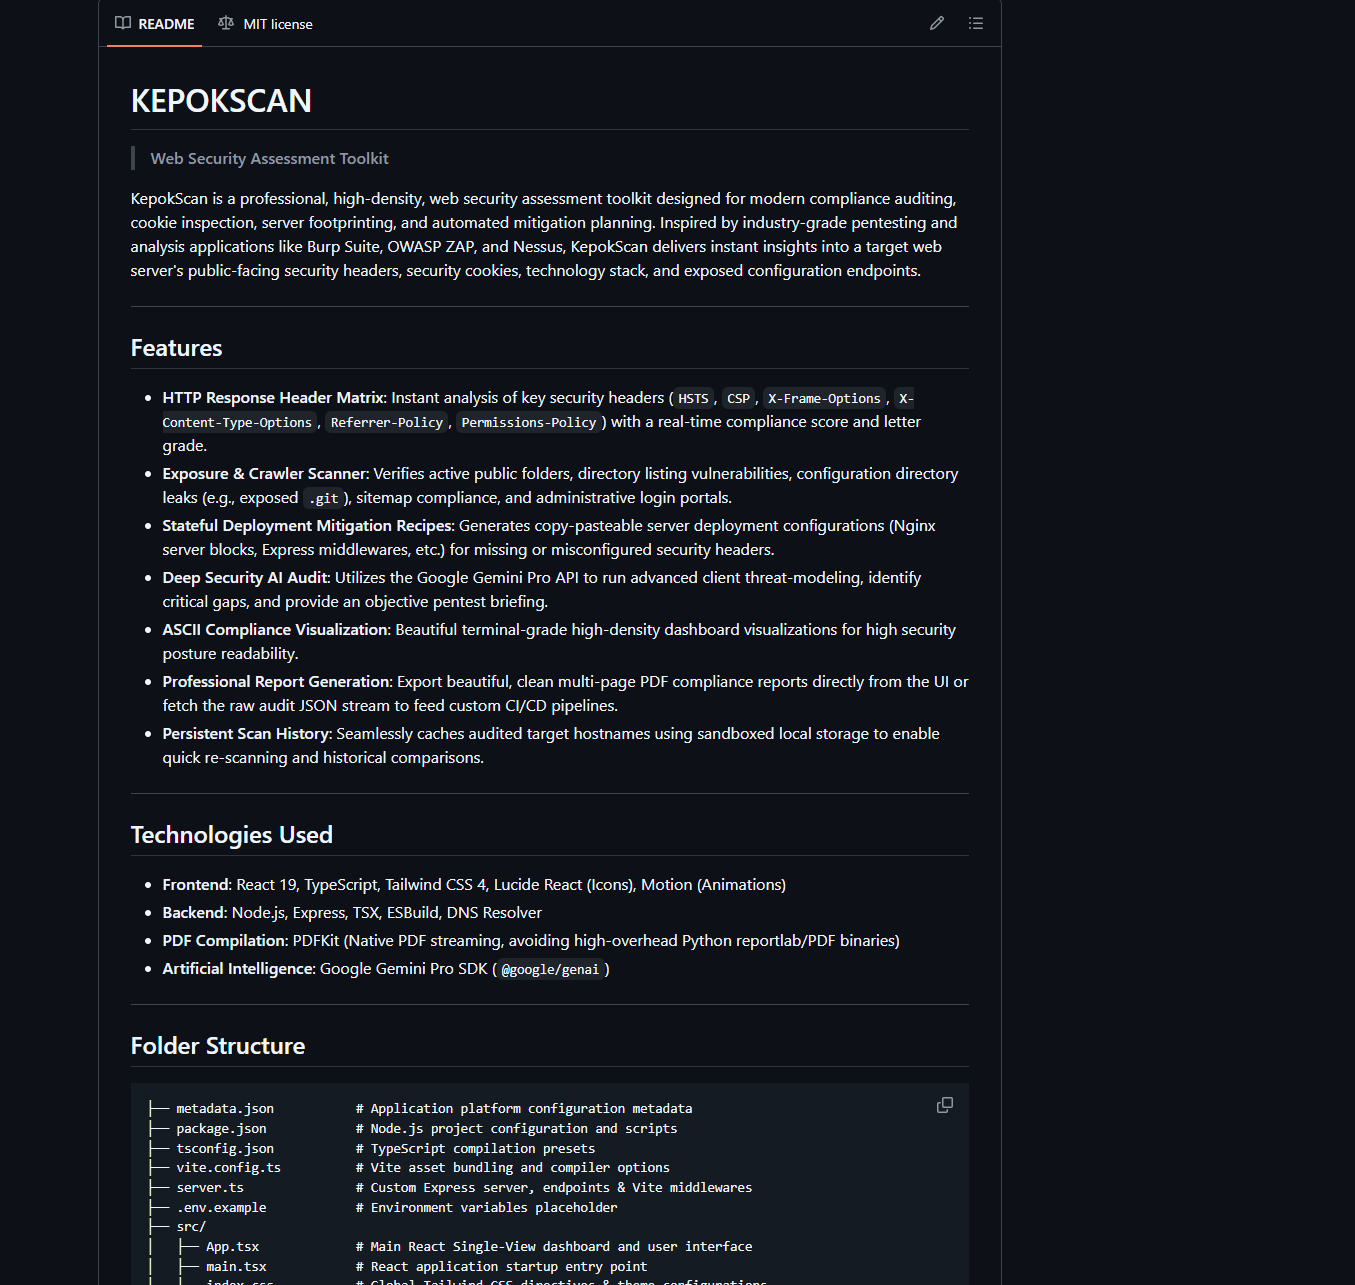 README
MIT license
KEPOKSCAN
Web Security Assessment Toolkit
KepokScan is a professional, high-density, web security assessment toolkit designed for modern compliance auditing,
cookie inspection, server footprinting, and automated mitigation planning. Inspired by industry-grade pentesting and
analysis applications like Burp Suite, OWASP ZAP, and Nessus, KepokScan delivers instant insights into a target web
server's public-facing security headers, security cookies, technology stack, and exposed configuration endpoints.
Features
• HTTP Response Header Matrix: Instant analysis of key security headers ( HSTS , CSP , X-Frame-Options , X-
Content-Type-Options , Referrer-Policy , Permissions-Policy ) with a real-time compliance score and letter
grade.
• Exposure & Crawler Scanner: Verifies active public folders, directory listing vulnerabilities, configuration directory
leaks (e.g., exposed .git ), sitemap compliance, and administrative login portals.
• Stateful Deployment Mitigation Recipes: Generates copy-pasteable server deployment configurations (Nginx
server blocks, Express middlewares, etc.) for missing or misconfigured security headers.
• Deep Security AI Audit: Utilizes the Google Gemini Pro API to run advanced client threat-modeling, identify
critical gaps, and provide an objective pentest briefing.
• ASCII Compliance Visualization: Beautiful terminal-grade high-density dashboard visualizations for high security
posture readability.
• Professional Report Generation: Export beautiful, clean multi-page PDF compliance reports directly from the UI or
fetch the raw audit JSON stream to feed custom CI/CD pipelines.
• Persistent Scan History: Seamlessly caches audited target hostnames using sandboxed local storage to enable
quick re-scanning and historical comparisons.
Technologies Used
• Frontend: React 19, TypeScript, Tailwind CSS 4, Lucide React (Icons), Motion (Animations)
• Backend: Node.js, Express, TSX, ESBuild, DNS Resolver
• PDF Compilation: PDFKit (Native PDF streaming, avoiding high-overhead Python reportlab/PDF binaries)
• Artificial Intelligence: Google Gemini Pro SDK ( @google/genai )
Folder Structure
├── metadata.json # Application platform configuration metadata
├── package.json # Node.js project configuration and scripts
├── tsconfig.json # TypeScript compilation presets
├── vite.config.ts # Vite asset bundling and compiler options
├── server.ts # Custom Express server, endpoints & Vite middlewares
├── .env.example # Environment variables placeholder
├── src/
│ ├── App.tsx # Main React Single-View dashboard and user interface
│ ├── main.tsx # React application startup entry point
│ ├── index.css # Global Tailwind CSS directives & theme configurations